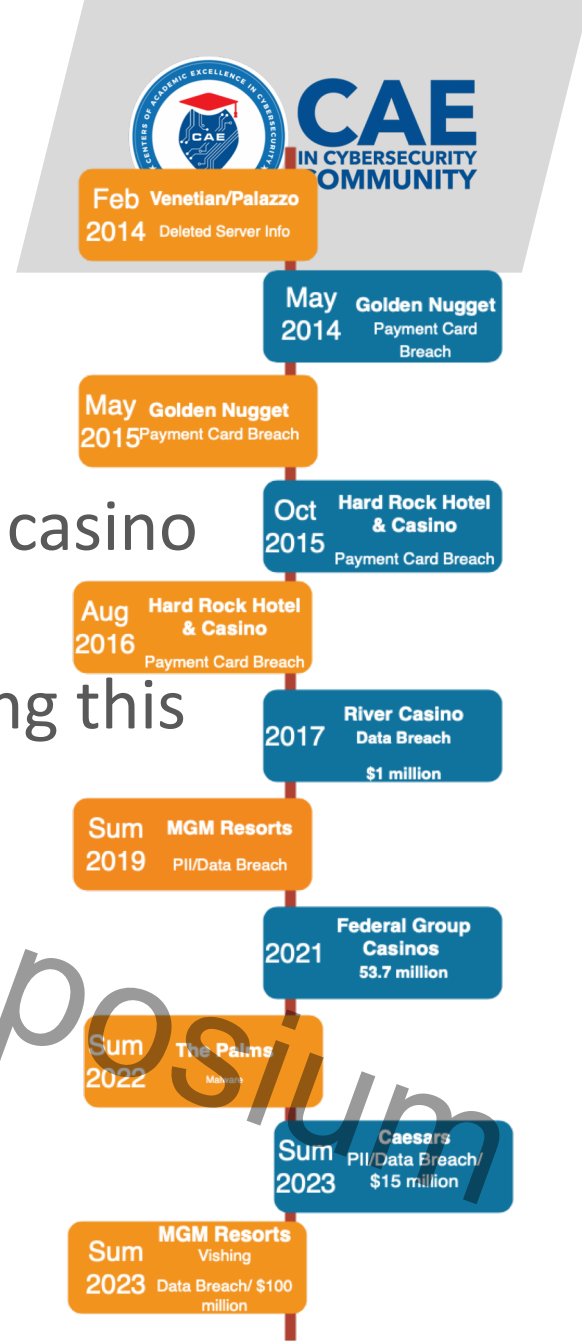 CENTERS OF ACADEMIC EXCELLENCE IN CYBERSECURITY
CAE
CAE
IN CYBERSECURITY
COMMUNITY
Feb 2014
Venetian/Palazzo
Deleted Server Info
May 2014
Golden Nugget
Payment Card
Breach
May 2015
Golden Nugget
Payment Card Breach
casino
Oct 2015
Hard Rock Hotel
& Casino
Payment Card Breach
Aug 2016
Hard Rock Hotel
& Casino
Payment Card Breach
ng this
2017
River Casino
Data Breach
$1 million
Sum 2019
MGM Resorts
PII/Data Breach
2021
Federal Group
Casinos
53.7 million
posium
Sum 2022
The Palms
Malware
Sum 2023
Caesars
PII/Data Breach/
$15 million
Sum 2023
MGM Resorts
Vishing
Data Breach/ $100
million